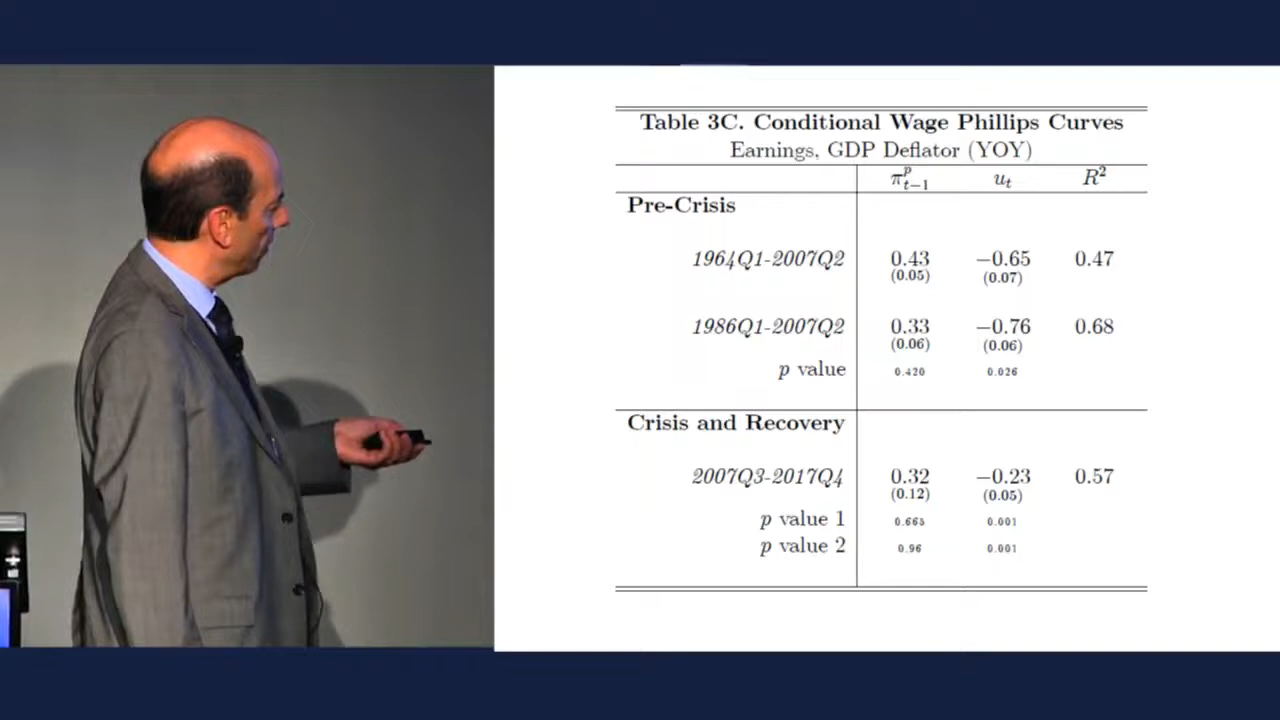 Table 3C. Conditional Wage Phillips Curves
Earnings, GDP Deflator (YOY)
π^p_{t−1} u_t R²
Pre-Crisis
1964Q1-2007Q2 0.43 −0.65 0.47
(0.05) (0.07)
1986Q1-2007Q2 0.33 −0.76 0.68
(0.06) (0.06)
p value 0.420 0.026
Crisis and Recovery
2007Q3-2017Q4 0.32 −0.23 0.57
(0.12) (0.05)
p value 1 0.665 0.001
p value 2 0.96 0.001